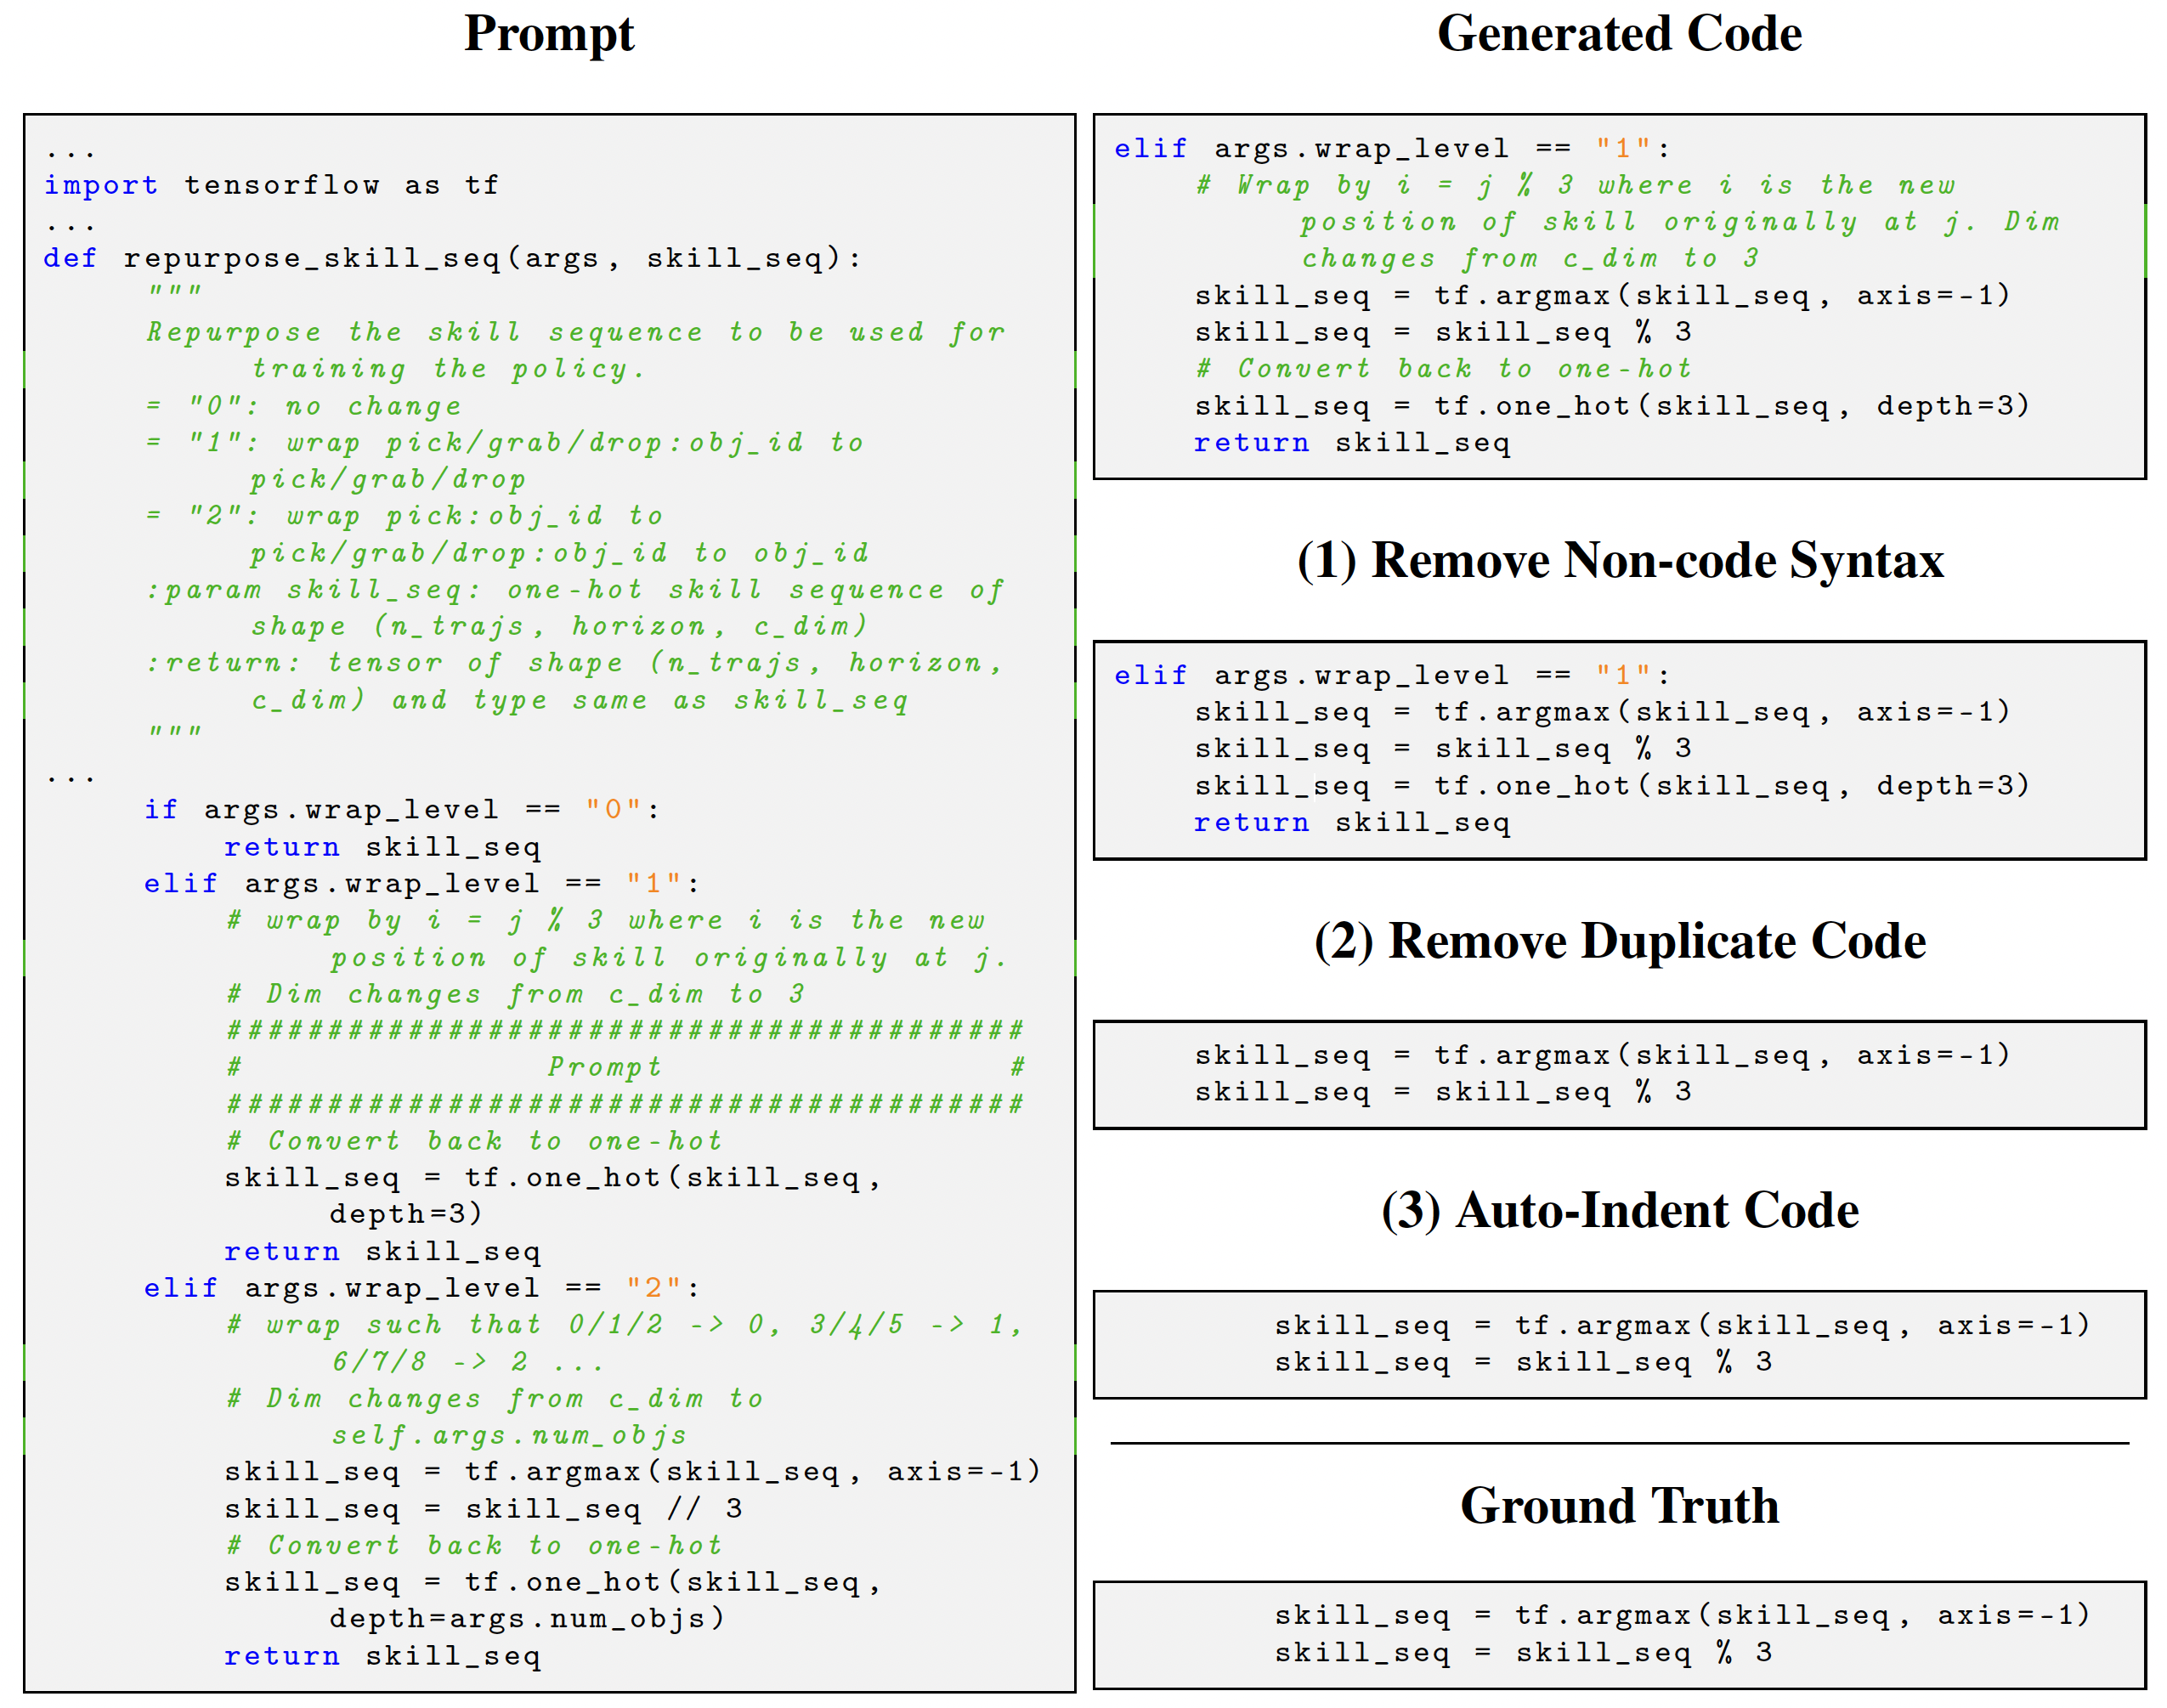 Prompt
...
import tensorflow as tf
...
def repurpose_skill_seq(args, skill_seq):
"""
Repurpose the skill sequence to be used for
training the policy.
= "0": no change
= "1": wrap pick/grab/drop:obj_id to
pick/grab/drop
= "2": wrap pick:obj_id to
pick/grab/drop:obj_id to obj_id
:param skill_seq: one-hot skill sequence of
shape (n_trajs, horizon, c_dim)
:return: tensor of shape (n_trajs, horizon,
c_dim) and type same as skill_seq
"""
...
if args.wrap_level == "0":
return skill_seq
elif args.wrap_level == "1":
# wrap by i = j % 3 where i is the new
position of skill originally at j.
# Dim changes from c_dim to 3
########################################
# Prompt #
########################################
# Convert back to one-hot
skill_seq = tf.one_hot(skill_seq,
depth=3)
return skill_seq
elif args.wrap_level == "2":
# wrap such that 0/1/2 -> 0, 3/4/5 -> 1,
6/7/8 -> 2 ...
# Dim changes from c_dim to
self.args.num_objs
skill_seq = tf.argmax(skill_seq, axis=-1)
skill_seq = skill_seq // 3
# Convert back to one-hot
skill_seq = tf.one_hot(skill_seq,
depth=args.num_objs)
return skill_seq
Generated Code
elif args.wrap_level == "1":
# Wrap by i = j % 3 where i is the new
position of skill originally at j. Dim
changes from c_dim to 3
skill_seq = tf.argmax(skill_seq, axis=-1)
skill_seq = skill_seq % 3
# Convert back to one-hot
skill_seq = tf.one_hot(skill_seq, depth=3)
return skill_seq
(1) Remove Non-code Syntax
elif args.wrap_level == "1":
skill_seq = tf.argmax(skill_seq, axis=-1)
skill_seq = skill_seq % 3
skill_seq = tf.one_hot(skill_seq, depth=3)
return skill_seq
(2) Remove Duplicate Code
skill_seq = tf.argmax(skill_seq, axis=-1)
skill_seq = skill_seq % 3
(3) Auto-Indent Code
skill_seq = tf.argmax(skill_seq, axis=-1)
skill_seq = skill_seq % 3
Ground Truth
skill_seq = tf.argmax(skill_seq, axis=-1)
skill_seq = skill_seq % 3